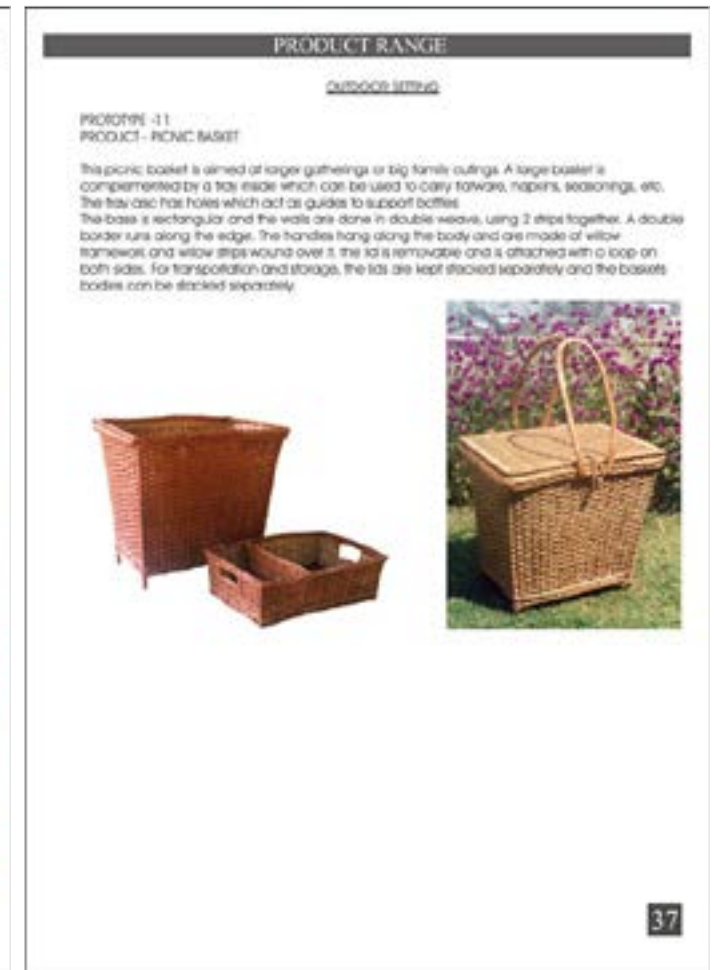 PRODUCT RANGE
OUTDOOR SETTING
PROTOTYPE -11
PRODUCT - PICNIC BASKET
This picnic basket is aimed at larger gatherings or big family outings. A large basket is
complemented by a tray inside which can be used to carry flatware, napkins, seasonings, etc.
The tray also has holes which act as guides to support bottles
The base is rectangular and the walls are done in double weave, using 2 strips together. A double
border runs along the edge. The handles hang along the body and are made of willow
framework and willow strips wound over it. the lid is removable and is attached with a loop on
both sides. For transportation and storage, the lids are kept stacked separately and the baskets
bodies can be stacked separately.
37